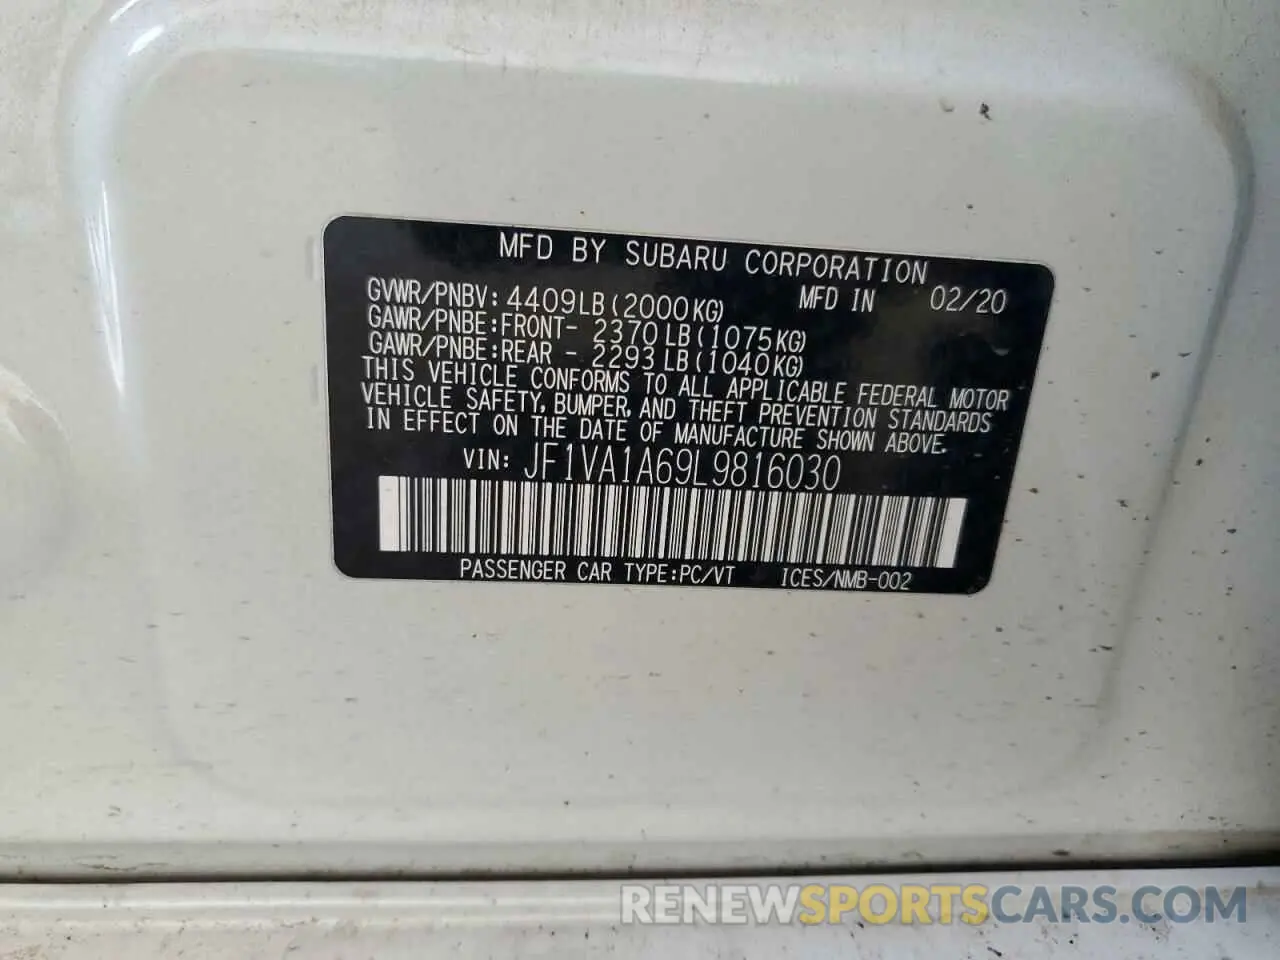 MFD BY SUBARU CORPORATION
GVWR/PNBV: 4409LB(2000KG) MFD IN 02/20
GAWR/PNBE:FRONT- 2370LB(1075KG)
GAWR/PNBE:REAR - 2293LB(1040KG)
THIS VEHICLE CONFORMS TO ALL APPLICABLE FEDERAL MOTOR
VEHICLE SAFETY, BUMPER, AND THEFT PREVENTION STANDARDS
IN EFFECT ON THE DATE OF MANUFACTURE SHOWN ABOVE.
VIN: JF1VA1A69L9816030
PASSENGER CAR TYPE:PC/VT ICES/NMB-002
RENEWSPORTSCARS.COM